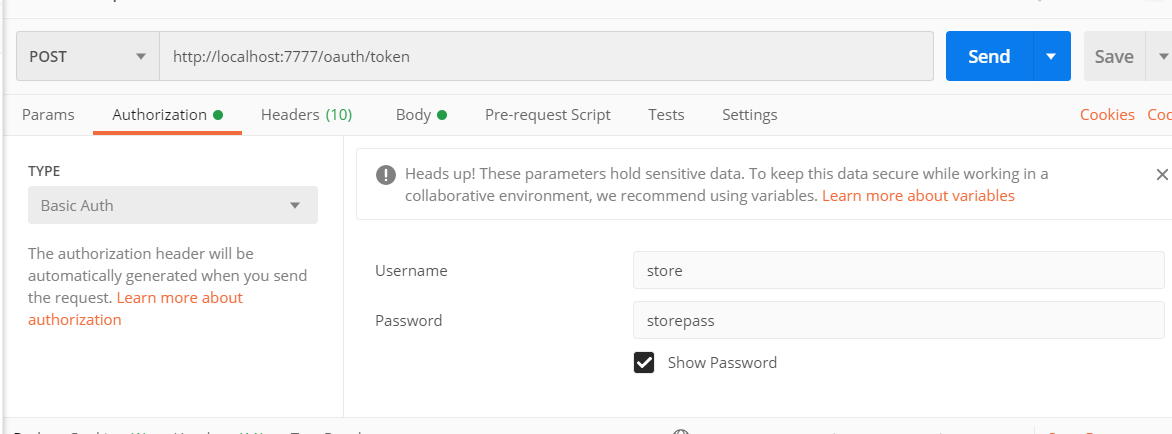 POST http://localhost:7777/oauth/token Send Save
Params Authorization Headers (10) Body Pre-request Script Tests Settings Cookies
TYPE
Basic Auth
The authorization header will be
automatically generated when you send
the request. Learn more about
authorization
Heads up! These parameters hold sensitive data. To keep this data secure while working in a
collaborative environment, we recommend using variables. Learn more about variables
Username store
Password storepass
Show Password